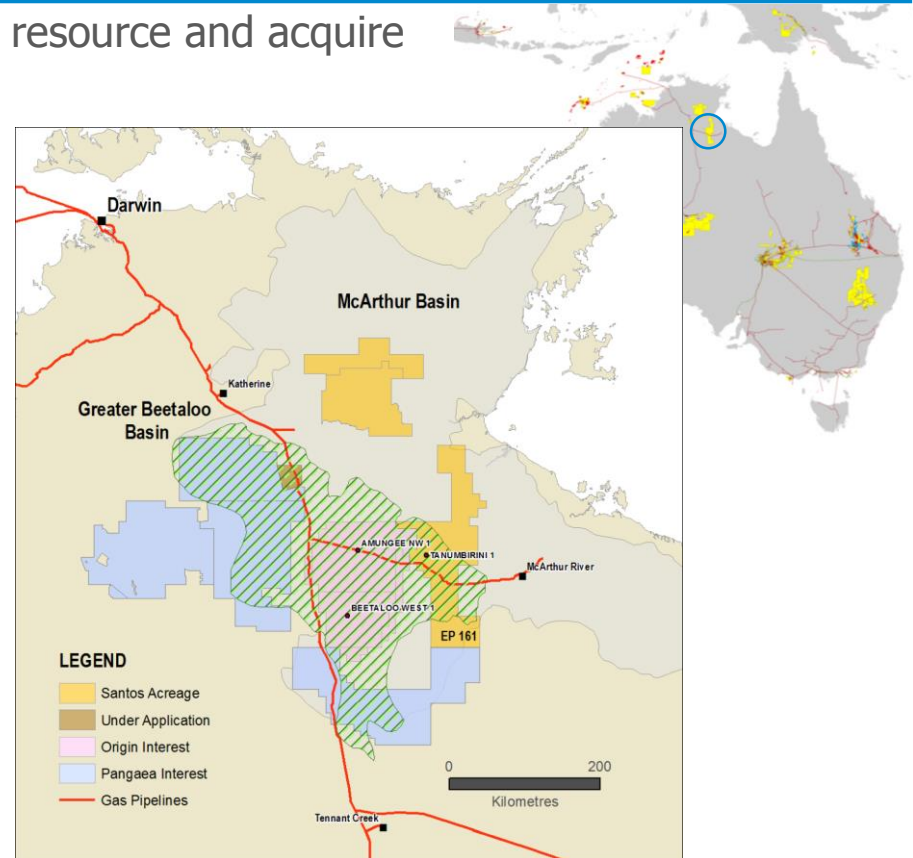 resource and acquire
Darwin
McArthur Basin
Katherine
Greater Beetaloo
Basin
AMUNGEE NW 1
TANUMBIRINI 1
McArthur River
BEETALOO WEST 1
EP 161
LEGEND
Santos Acreage
Under Application
Origin Interest
Pangaea Interest
Gas Pipelines
0 200
Kilometres
Tennant Creek